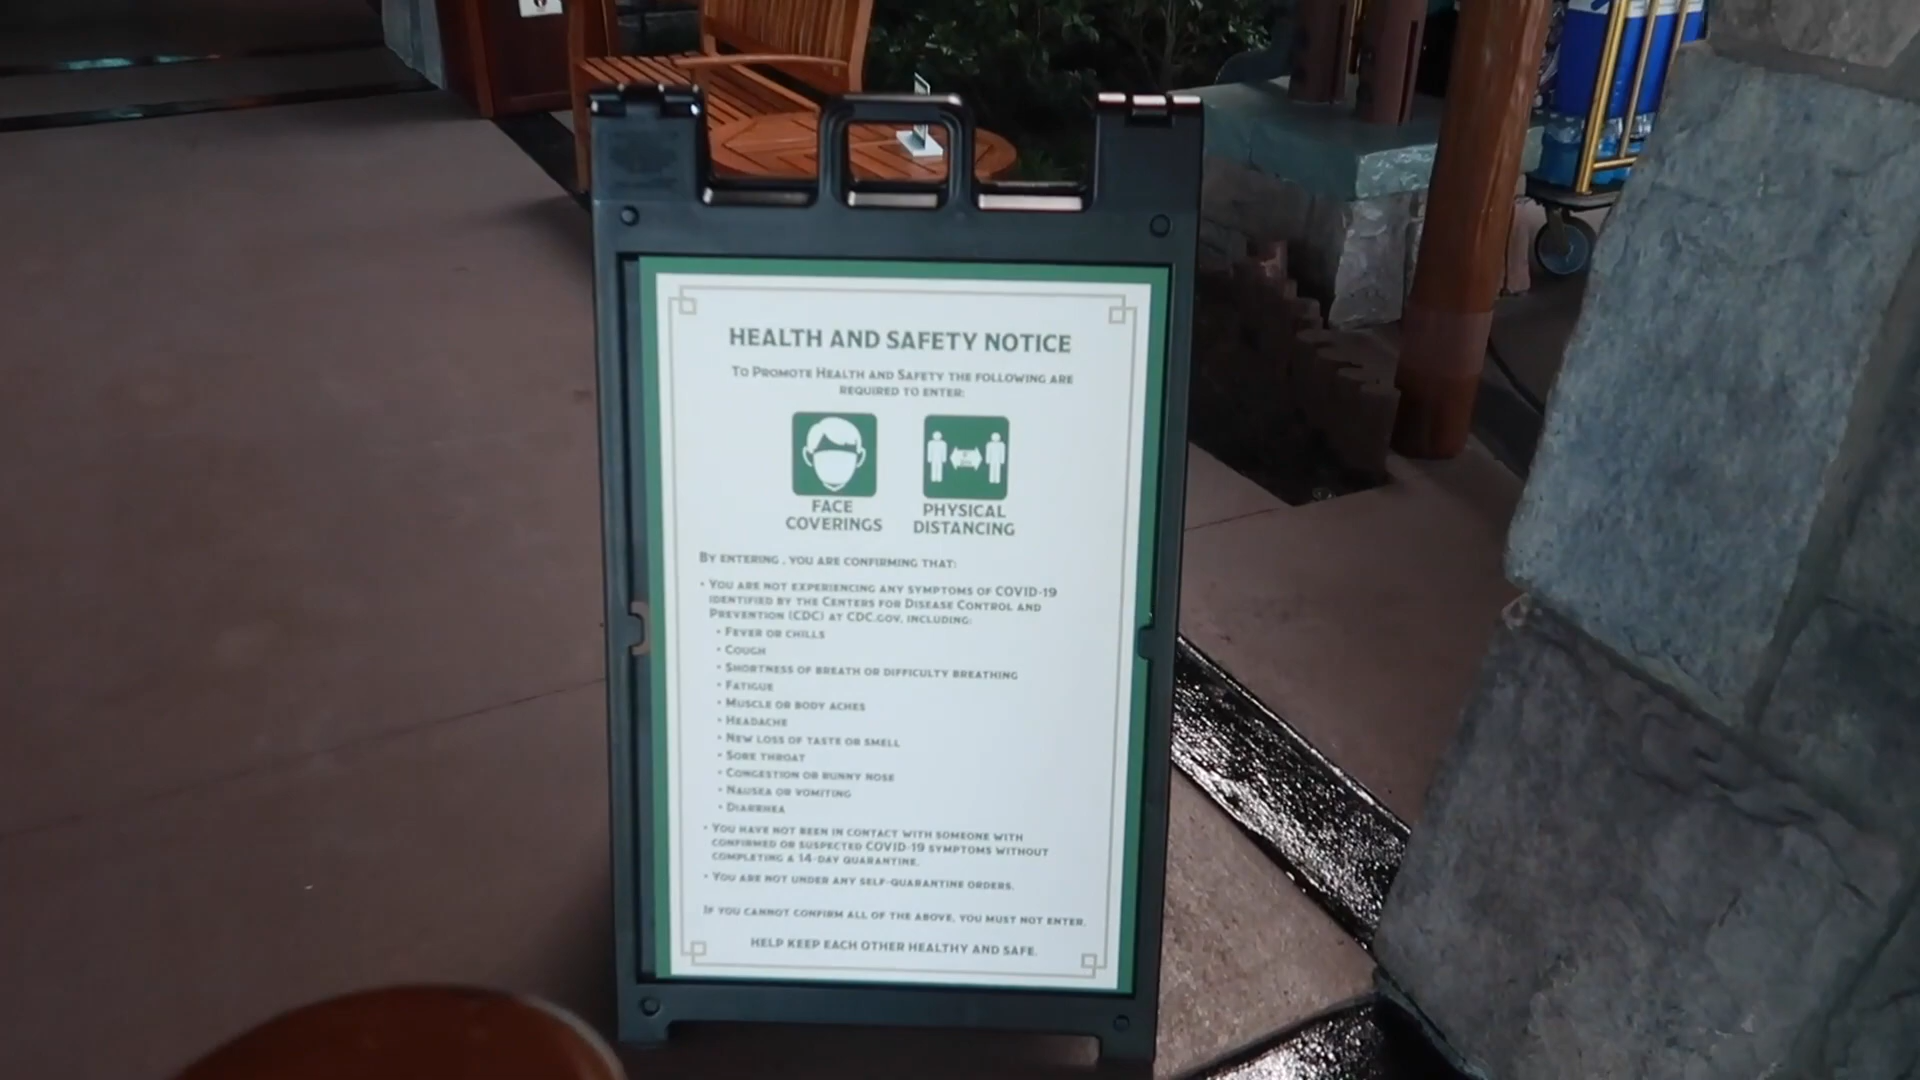 HEALTH AND SAFETY NOTICE
TO PROMOTE HEALTH AND SAFETY THE FOLLOWING ARE
REQUIRED TO ENTER:
FACE
COVERINGS
PHYSICAL
DISTANCING
BY ENTERING , YOU ARE CONFIRMING THAT:
• YOU ARE NOT EXPERIENCING ANY SYMPTOMS OF COVID-19
IDENTIFIED BY THE CENTERS FOR DISEASE CONTROL AND
PREVENTION (CDC) AT CDC.GOV, INCLUDING:
• FEVER OR CHILLS
• COUGH
• SHORTNESS OF BREATH OR DIFFICULTY BREATHING
• FATIGUE
• MUSCLE OR BODY ACHES
• HEADACHE
• NEW LOSS OF TASTE OR SMELL
• SORE THROAT
• CONGESTION OR RUNNY NOSE
• NAUSEA OR VOMITING
• DIARRHEA
• YOU HAVE NOT BEEN IN CONTACT WITH SOMEONE WITH
CONFIRMED OR SUSPECTED COVID-19 SYMPTOMS WITHOUT
COMPLETING A 14-DAY QUARANTINE.
• YOU ARE NOT UNDER ANY SELF-QUARANTINE ORDERS.
IF YOU CANNOT CONFIRM ALL OF THE ABOVE, YOU MUST NOT ENTER.
HELP KEEP EACH OTHER HEALTHY AND SAFE.